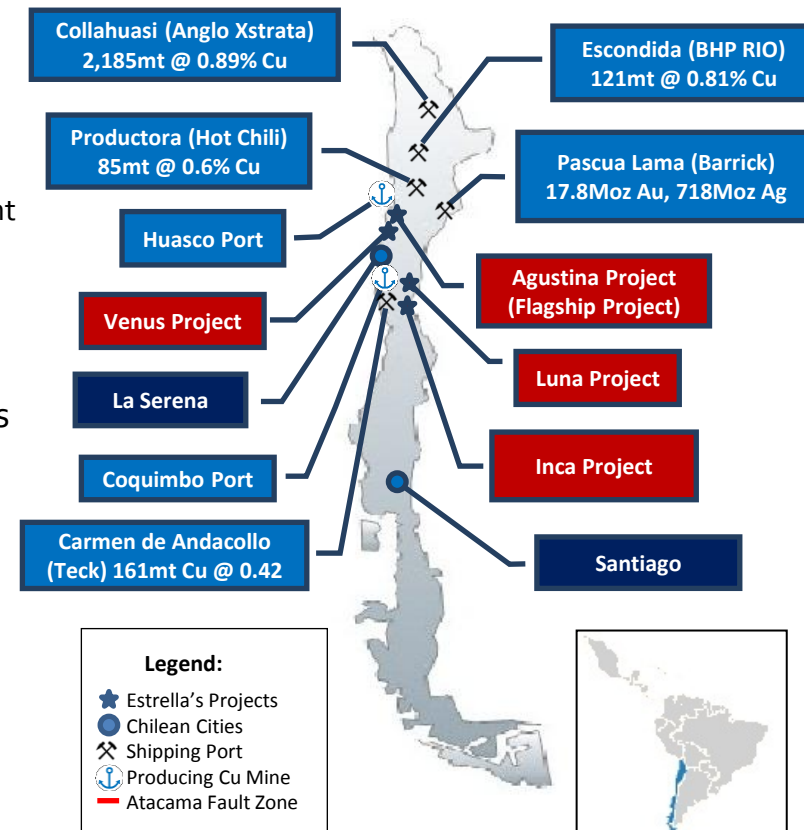 Collahuasi (Anglo Xstrata)
2,185mt @ 0.89% Cu
Escondida (BHP RIO)
121mt @ 0.81% Cu
Productora (Hot Chili)
85mt @ 0.6% Cu
Pascua Lama (Barrick)
17.8Moz Au, 718Moz Ag
Huasco Port
Agustina Project
(Flagship Project)
Venus Project
Luna Project
La Serena
Inca Project
Coquimbo Port
Carmen de Andacollo
(Teck) 161mt Cu @ 0.42
Santiago
Legend:
Estrella's Projects
Chilean Cities
Shipping Port
Producing Cu Mine
Atacama Fault Zone